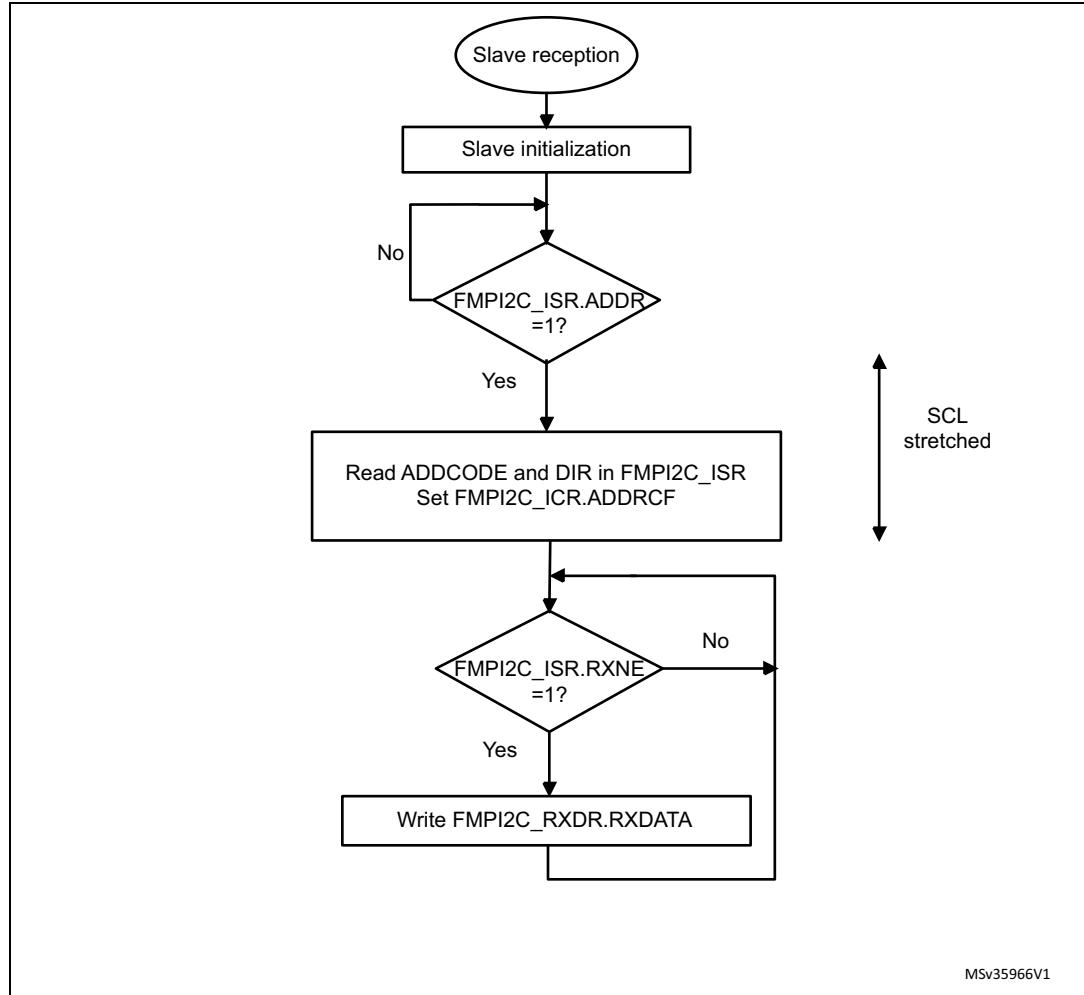 Slave reception
Slave initialization
No
FMPI2C_ISR.ADDR
=1?
Yes
SCL
stretched
Read ADDCODE and DIR in FMPI2C_ISR
Set FMPI2C_ICR.ADDRCF
No
FMPI2C_ISR.RXNE
=1?
Yes
Write FMPI2C_RXDR.RXDATA
MSv35966V1